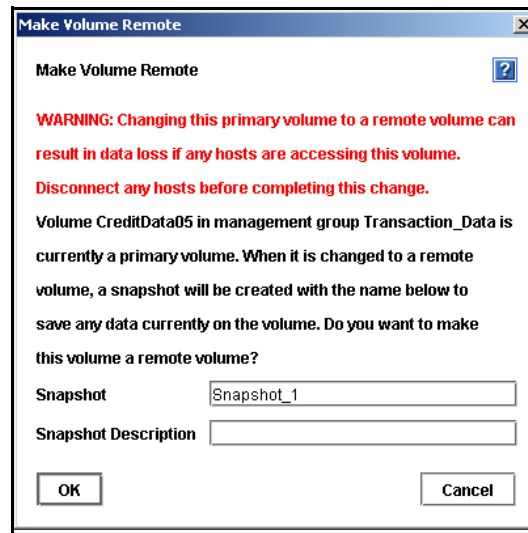 Make Volume Remote
Make Volume Remote
?
WARNING: Changing this primary volume to a remote volume can
result in data loss if any hosts are accessing this volume.
Disconnect any hosts before completing this change.
Volume CreditData05 in management group Transaction_Data is
currently a primary volume. When it is changed to a remote
volume, a snapshot will be created with the name below to
save any data currently on the volume. Do you want to make
this volume a remote volume?
Snapshot Snapshot_1
Snapshot Description
OK Cancel